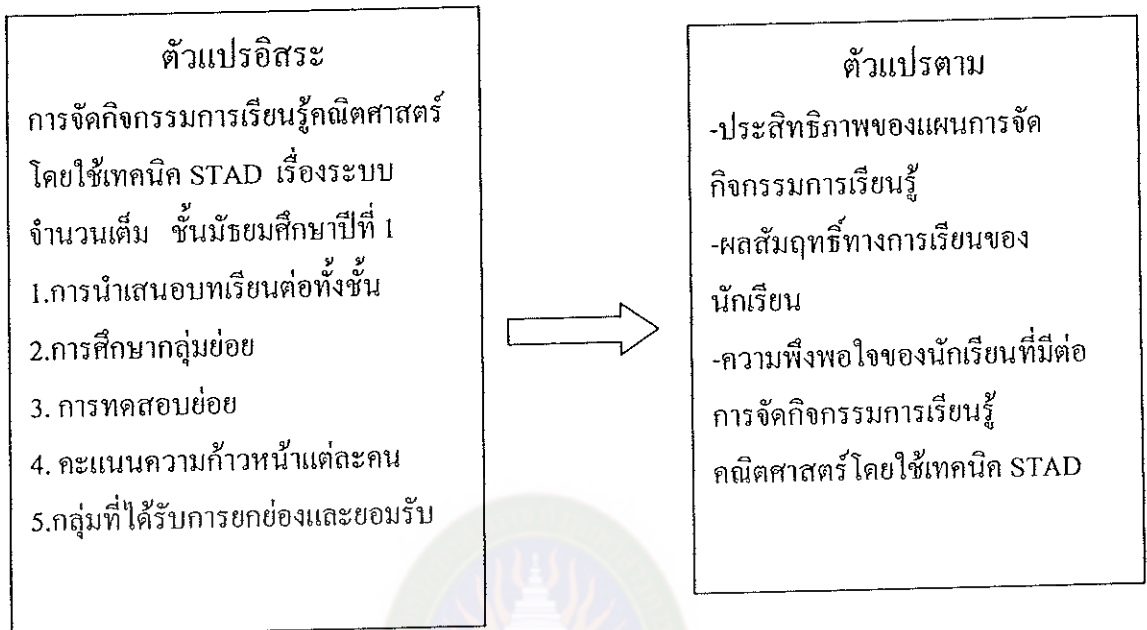 ตัวแปรอิสระ
การจัดกิจกรรมการเรียนรู้คณิตศาสตร์
โดยใช้เทคนิค STAD เรื่องระบบ
จำนวนเต็ม ชั้นมัธยมศึกษาปีที่ 1
1.การนำเสนอบทเรียนต่อทั้งชั้น
2.การศึกษากลุ่มย่อย
3. การทดสอบย่อย
4. คะแนนความก้าวหน้าแต่ละคน
5.กลุ่มที่ได้รับการยกย่องและยอมรับ
ตัวแปรตาม
-ประสิทธิภาพของแผนการจัด
กิจกรรมการเรียนรู้
-ผลสัมฤทธิ์ทางการเรียนของ
นักเรียน
-ความพึงพอใจของนักเรียนที่มีต่อ
การจัดกิจกรรมการเรียนรู้
คณิตศาสตร์โดยใช้เทคนิค STAD